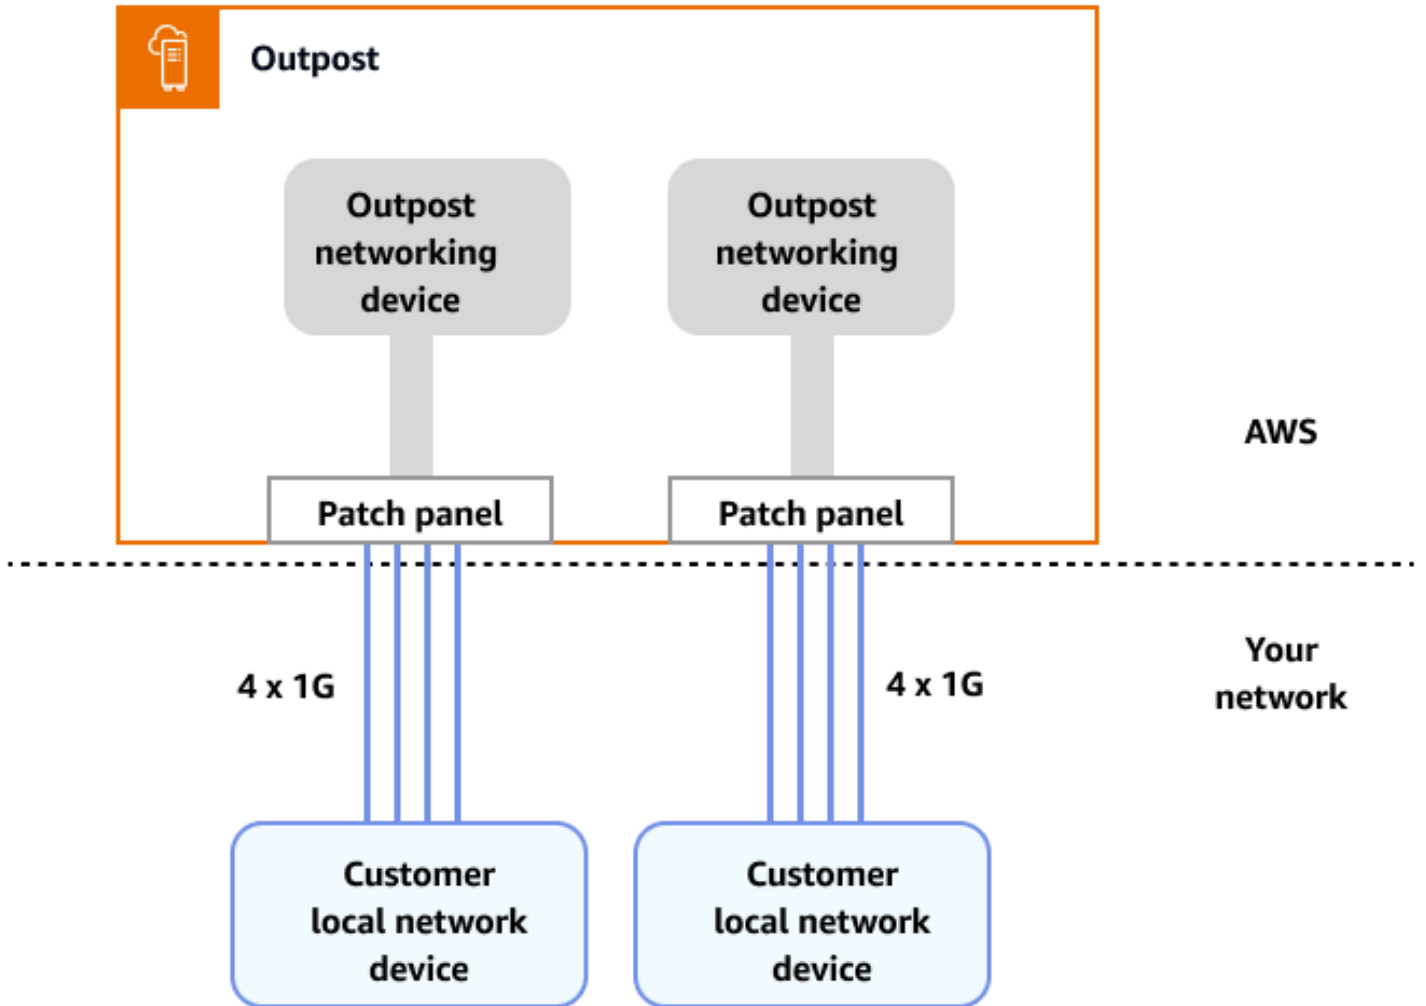 Outpost
Outpost
networking
device
Outpost
networking
device
AWS
Patch panel
Patch panel
4 x 1G
4 x 1G
Your
network
Customer
local network
device
Customer
local network
device